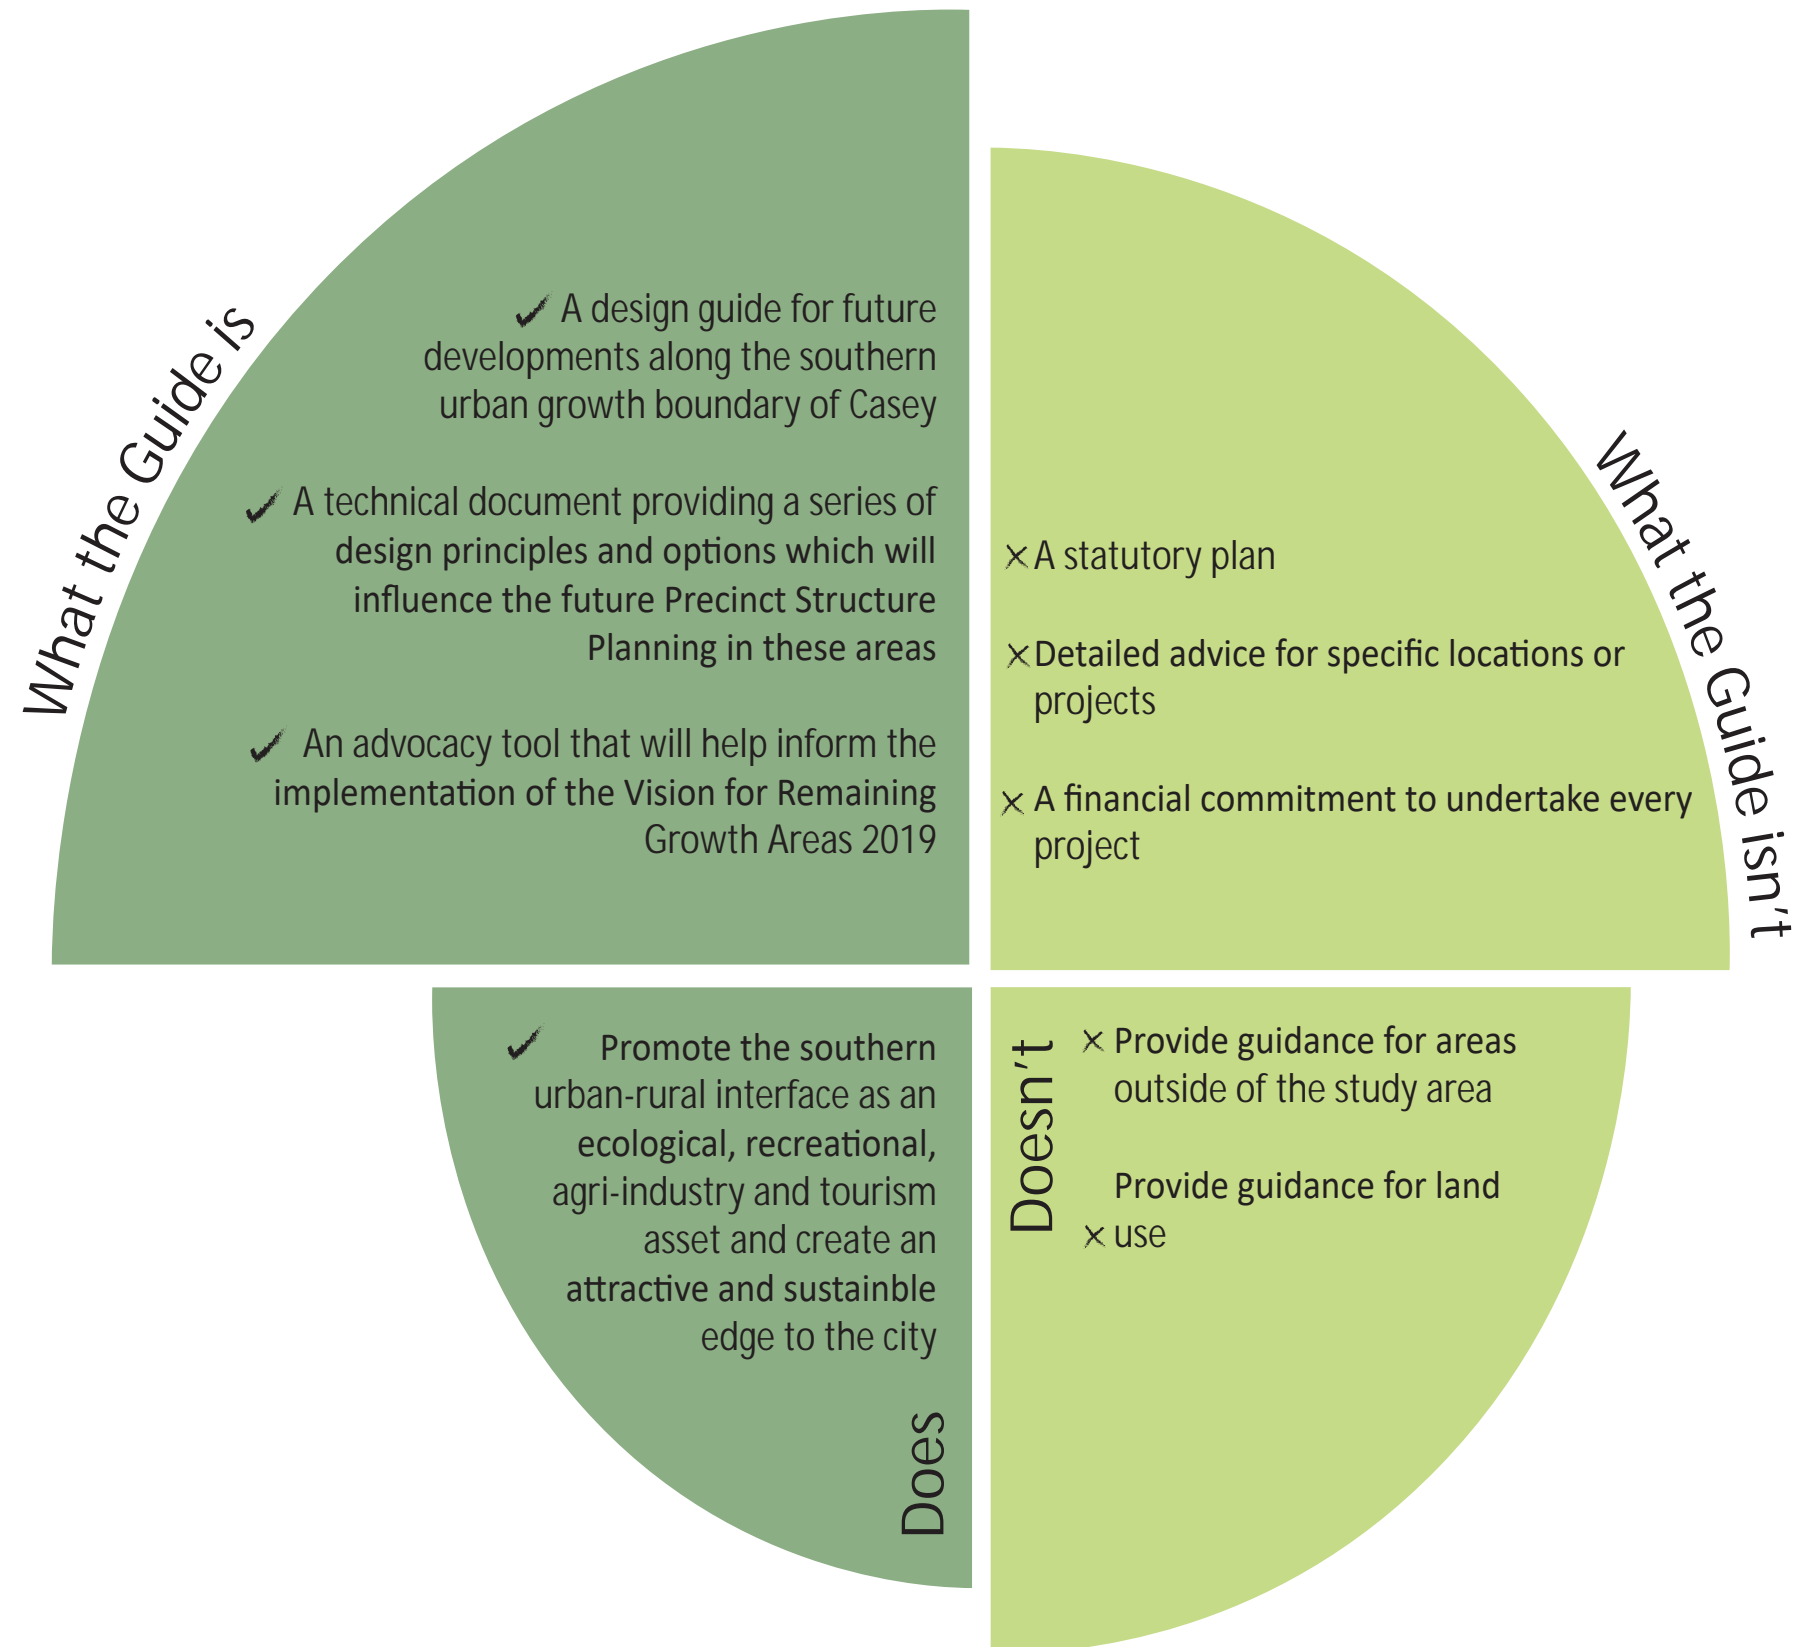 What the Guide is
✓ A design guide for future
developments along the southern
urban growth boundary of Casey
✓ A technical document providing a series of
design principles and options which will
influence the future Precinct Structure
Planning in these areas
✓ An advocacy tool that will help inform the
implementation of the Vision for Remaining
Growth Areas 2019
What the Guide isn't
× A statutory plan
× Detailed advice for specific locations or
projects
× A financial commitment to undertake every
project
Does
✓ Promote the southern
urban-rural interface as an
ecological, recreational,
agri-industry and tourism
asset and create an
attractive and sustainble
edge to the city
Doesn't
× Provide guidance for areas
outside of the study area
Provide guidance for land
× use